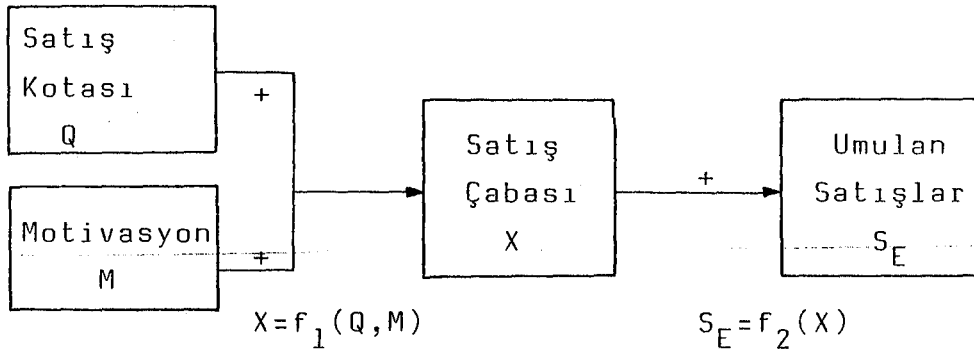 Satış
Kotası
Q
+
Motivasyon
M
+
Satış
Çabası
X
+
Umulan
Satışlar
S_E
X=f_1(Q,M)
S_E=f_2(X)